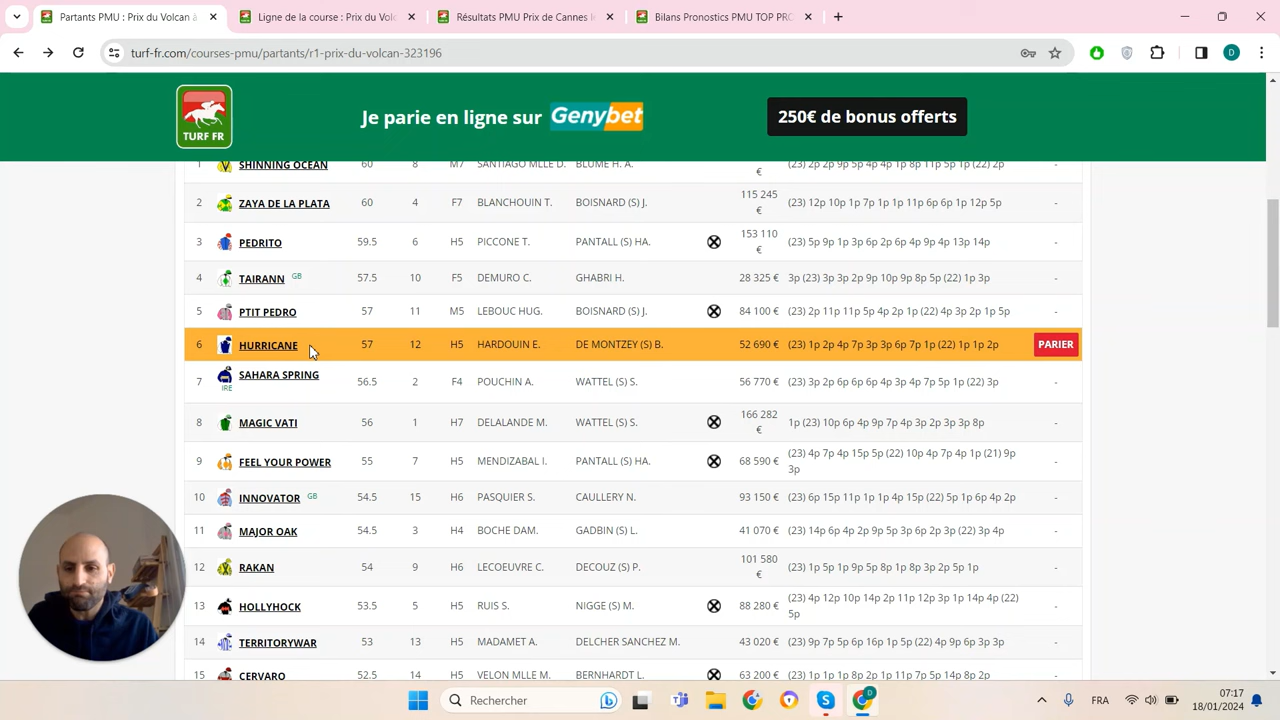 Partants PMU : Prix du Volcan à
Ligne de la course : Prix du Vol
Résultats PMU Prix de Cannes l
Bilans Pronostics PMU TOP PRO
turf-fr.com/courses-pmu/partants/r1-prix-du-volcan-323196
TURF FR
Je parie en ligne sur Genybet
250€ de bonus offerts
1 SHINNING OCEAN 60 8 M7 SANTIAGO MLLE D. BLUME H. A. € (23) 2p 2p 9p 5p 4p 1p 8p 11p 5p 1p (22) 2p -
2 ZAYA DE LA PLATA 60 4 F7 BLANCHOUIN T. BOISNARD (S) J. 115 245 € (23) 12p 10p 1p 7p 1p 1p 11p 6p 6p 1p 12p 5p -
3 PEDRITO 59.5 6 H5 PICCONE T. PANTALL (S) HA. 153 110 € (23) 5p 9p 1p 3p 6p 2p 6p 4p 9p 4p 13p 14p -
4 TAIRANN GB 57.5 10 F5 DEMURO C. GHABRI H. 28 325 € 3p (23) 3p 3p 2p 9p 10p 9p 8p 5p (22) 1p 3p -
5 PTIT PEDRO 57 11 M5 LEBOUC HUG. BOISNARD (S) J. 84 100 € (23) 2p 11p 11p 5p 4p 2p 1p (22) 4p 3p 2p 1p 5p -
6 HURRICANE 57 12 H5 HARDOUIN E. DE MONTZEY (S) B. 52 690 € (23) 1p 2p 4p 7p 3p 3p 6p 7p 1p (22) 1p 1p 2p PARIER
7 IRE SAHARA SPRING 56.5 2 F4 POUCHIN A. WATTEL (S) S. 56 770 € (23) 3p 2p 6p 6p 5p 4p 3p 4p 7p 5p 1p (22) 3p -
8 MAGIC VATI 56 1 H7 DELALANDE M. WATTEL (S) S. 166 282 € 1p (23) 10p 6p 4p 9p 7p 4p 3p 2p 3p 3p 8p -
9 FEEL YOUR POWER 55 7 H5 MENDIZABAL I. PANTALL (S) HA. 68 590 € (23) 4p 7p 4p 15p 5p (22) 10p 4p 7p 4p 1p (21) 9p 3p -
10 INNOVATOR GB 54.5 15 H6 PASQUIER S. CAULLERY N. 93 150 € (23) 6p 15p 11p 1p 1p 4p 15p (22) 5p 1p 6p 4p 2p -
11 MAJOR OAK 54.5 3 H4 BOCHE DAM. GADBIN (S) L. 41 070 € (23) 14p 6p 4p 2p 9p 5p 3p 6p 2p 3p (22) 3p 4p -
12 RAKAN 54 9 H6 LECOEUVRE C. DECOUZ (S) P. 101 580 € (23) 1p 5p 1p 9p 5p 8p 1p 8p 3p 2p 5p 1p -
13 HOLLYHOCK 53.5 5 H5 RUIS S. NIGGE (S) M. 88 280 € (23) 4p 12p 10p 14p 2p 11p 12p 3p 1p 14p 4p (22) 5p -
14 TERRITORYWAR 53 13 H5 MADAMET A. DELCHER SANCHEZ M. 43 020 € (23) 9p 7p 5p 6p 16p 1p 5p (22) 4p 9p 6p 3p 3p -
15 CERVARO 52.5 14 H5 VELON MLLE M. BERNHARDT L. 63 200 € (23) 1p 1p 8p 2p 1p 11p 7p 5p 14p 8p 2p -
Rechercher
FRA
07:17
18/01/2024